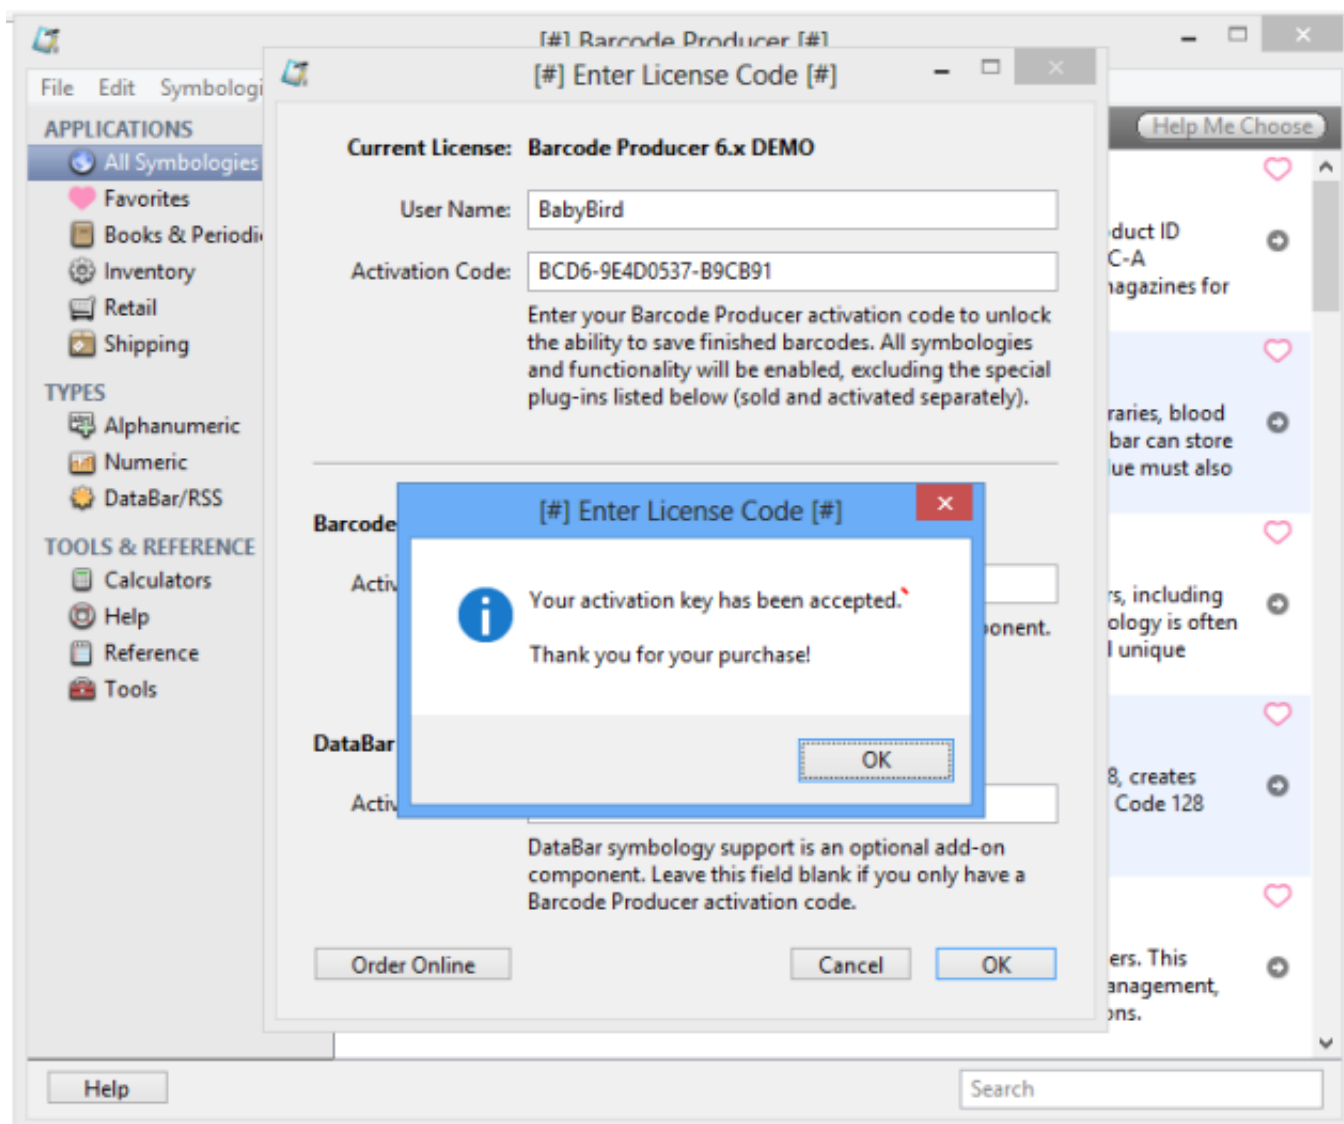 [#] Barcode Producer [#]
[#] Enter License Code [#]
File Edit Symbologi
Help Me Choose
APPLICATIONS
All Symbologies
Favorites
Books & Periodi
Inventory
Retail
Shipping
TYPES
Alphanumeric
Numeric
DataBar/RSS
TOOLS & REFERENCE
Calculators
Help
Reference
Tools
Current License: Barcode Producer 6.x DEMO
User Name: BabyBird
Activation Code: BCD6-9E4D0537-B9CB91
Enter your Barcode Producer activation code to unlock
the ability to save finished barcodes. All symbologies
and functionality will be enabled, excluding the special
plug-ins listed below (sold and activated separately).
Barcode
Activ
ponent.
[#] Enter License Code [#]
Your activation key has been accepted.
Thank you for your purchase!
OK
DataBar
Activ
DataBar symbology support is an optional add-on
component. Leave this field blank if you only have a
Barcode Producer activation code.
Order Online
Cancel
OK
duct ID
C-A
nagazines for
raries, blood
bar can store
lue must also
rs, including
ology is often
l unique
8, creates
Code 128
ers. This
anagement,
ons.
Help
Search